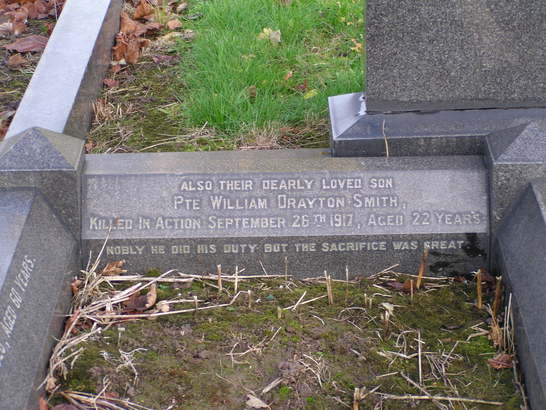 ALSO THEIR DEARLY LOVED SON
PTE WILLIAM DRAYTON SMITH,
KILLED IN ACTION SEPTEMBER 26TH 1917, AGED 22 YEARS.
NOBLY HE DID HIS DUTY BUT THE SACRIFICE WAS GREAT
AGED 60 YEARS.